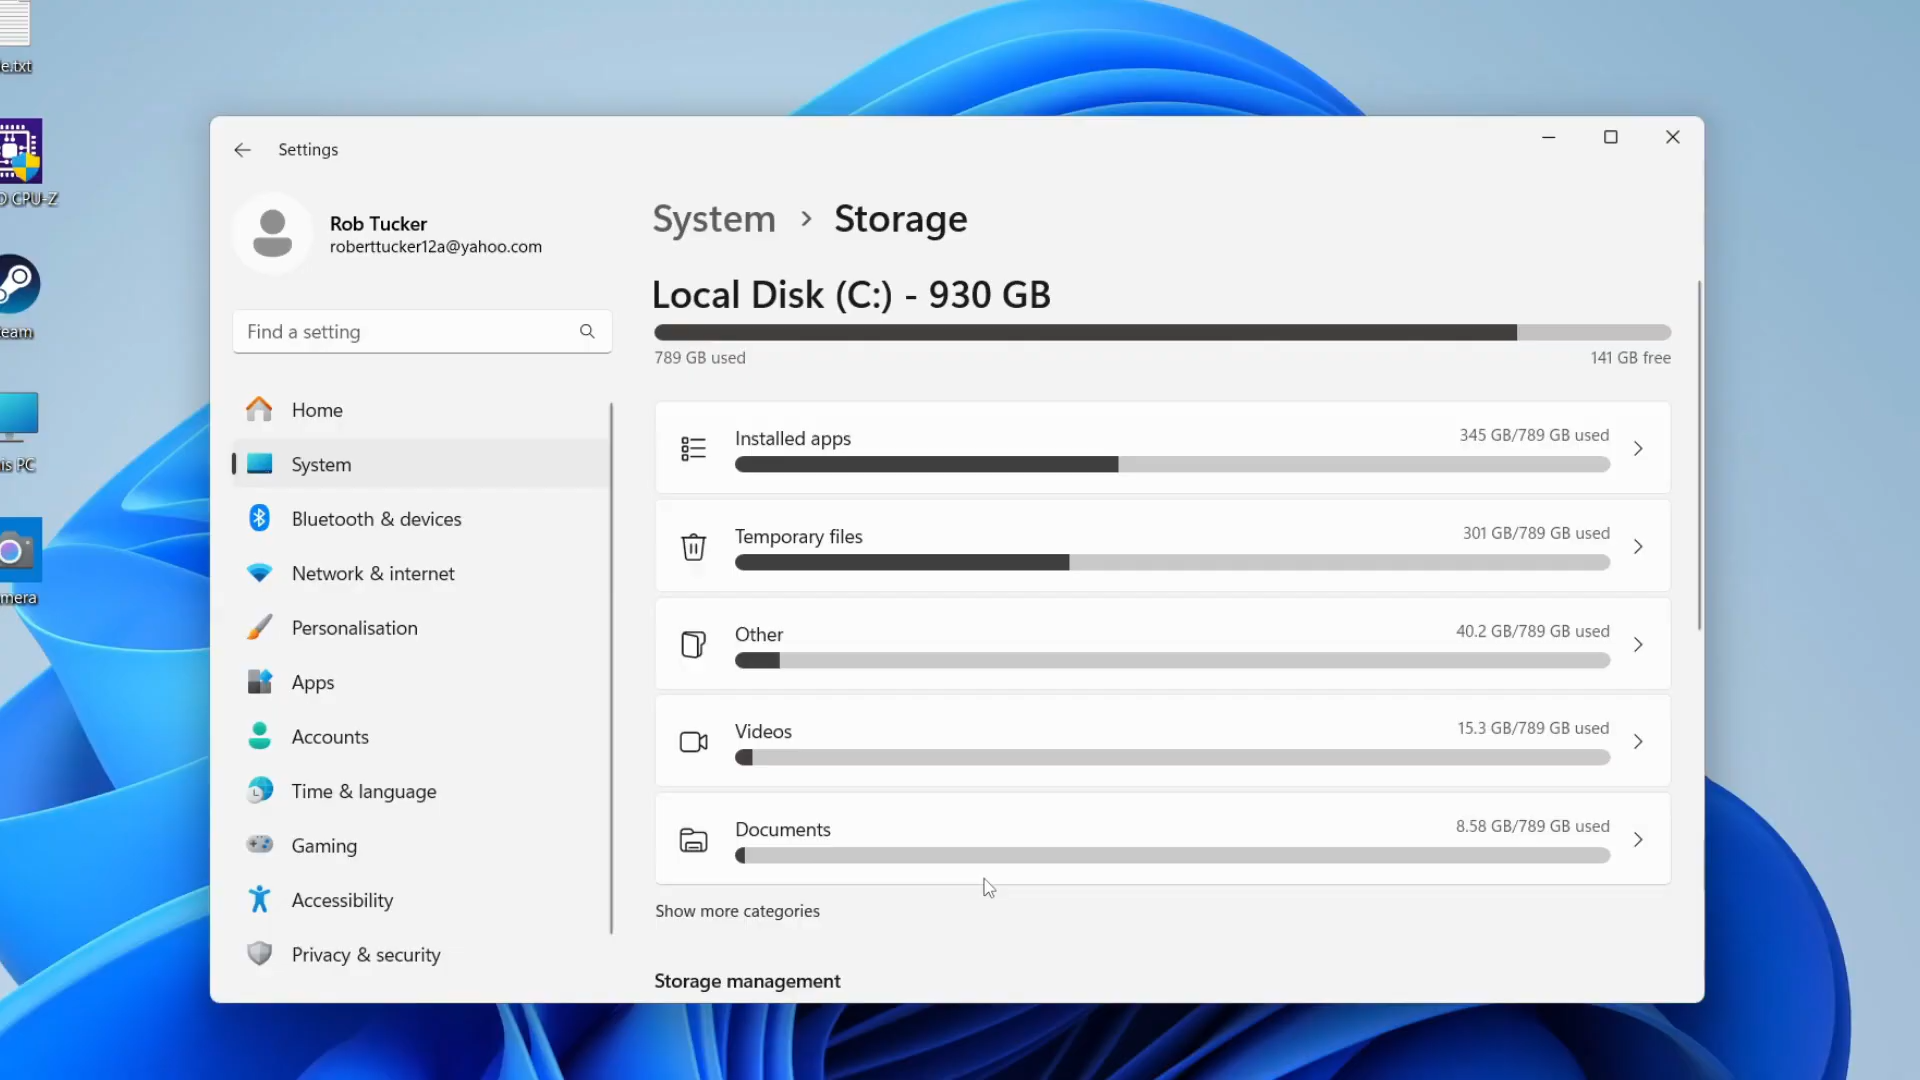 e.txt
CPU-Z
eam
is PC
mera
Settings
Rob Tucker
roberttucker12a@yahoo.com
Find a setting
Home
System
Bluetooth & devices
Network & internet
Personalisation
Apps
Accounts
Time & language
Gaming
Accessibility
Privacy & security
System > Storage
Local Disk (C:) - 930 GB
789 GB used
141 GB free
Installed apps
345 GB/789 GB used
Temporary files
301 GB/789 GB used
Other
40.2 GB/789 GB used
Videos
15.3 GB/789 GB used
Documents
8.58 GB/789 GB used
Show more categories
Storage management